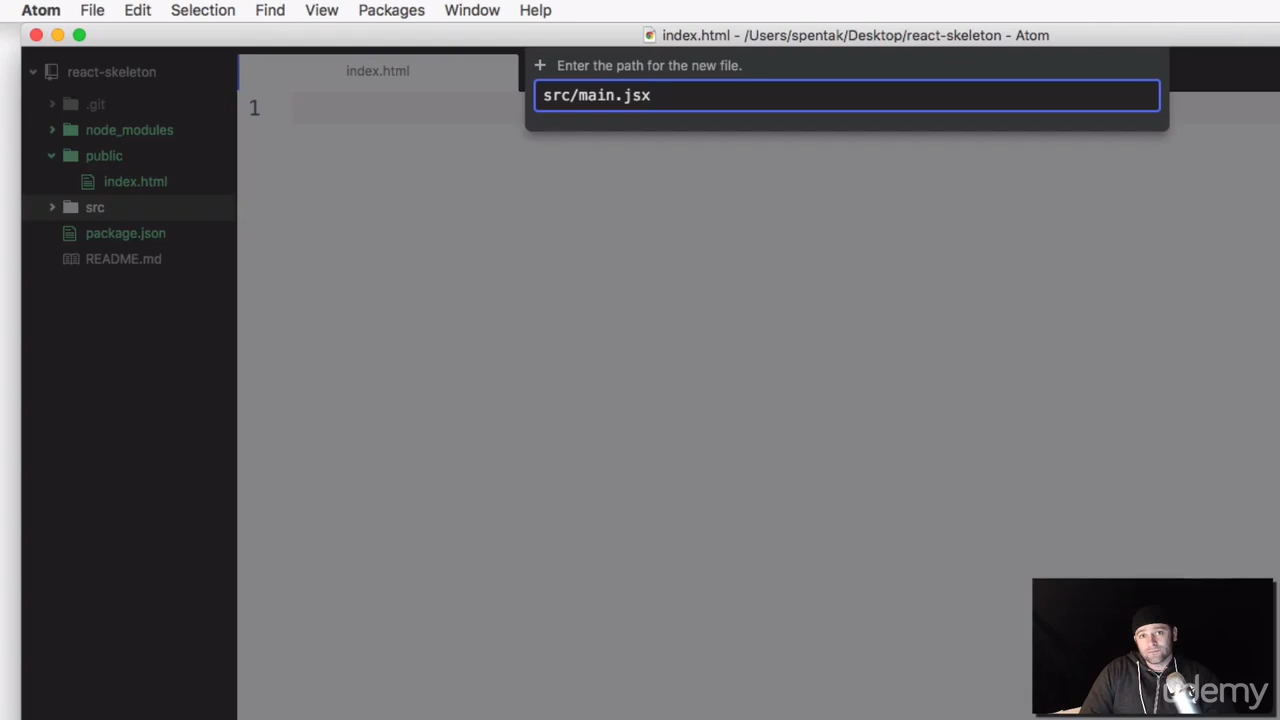 Atom File Edit Selection Find View Packages Window Help
index.html - /Users/spentak/Desktop/react-skeleton - Atom
react-skeleton
.git
node_modules
public
index.html
src
package.json
README.md
index.html
1
Enter the path for the new file.
src/main.jsx
udemy